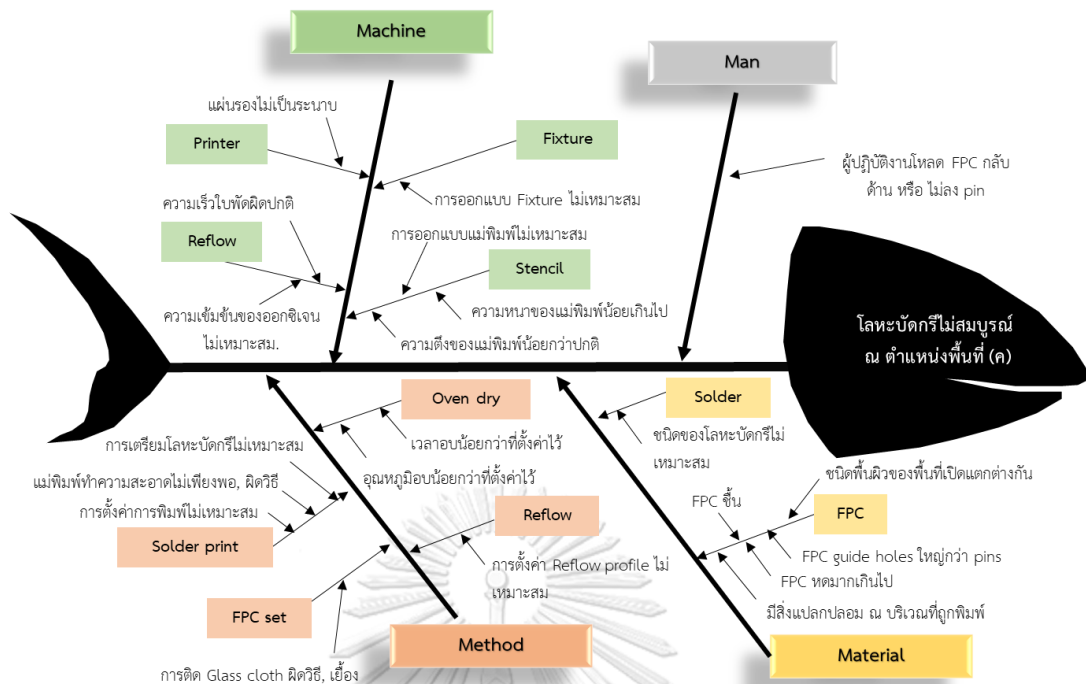 Machine
Man
แผ่นรองไม่เป็นระนาบ
Printer
Fixture
ผู้ปฏิบัติงานโหลด FPC กลับ
ด้าน หรือ ไม่ลง pin
การออกแบบ Fixture ไม่เหมาะสม
ความเร็วใบพัดผิดปกติ
การออกแบบแม่พิมพ์ไม่เหมาะสม
Reflow
Stencil
ความหนาของแม่พิมพ์น้อยเกินไป
ความเข้มข้นของออกซิเจน
ไม่เหมาะสม.
ความตึงของแม่พิมพ์น้อยกว่าปกติ
โลหะบัดกรีไม่สมบูรณ์
ณ ตำแหน่งพื้นที่ (ค)
Oven dry
Solder
เวลาอบน้อยกว่าที่ตั้งค่าไว้
ชนิดของโลหะบัดกรีไม่
เหมาะสม
การเตรียมโลหะบัดกรีไม่เหมาะสม
อุณหภูมิอบน้อยกว่าที่ตั้งค่าไว้
ชนิดพื้นผิวของพื้นที่เปิดแตกต่างกัน
แม่พิมพ์ทำความสะอาดไม่เพียงพอ, ผิดวิธี
การตั้งค่าการพิมพ์ไม่เหมาะสม
FPC ชื้น
Reflow
FPC
Solder print
FPC guide holes ใหญ่กว่า pins
การตั้งค่า Reflow profile ไม่
เหมาะสม
FPC หดมากเกินไป
FPC set
มีสิ่งแปลกปลอม ณ บริเวณที่ถูกพิมพ์
Method
Material
การติด Glass cloth ผิดวิธี, เยื้อง